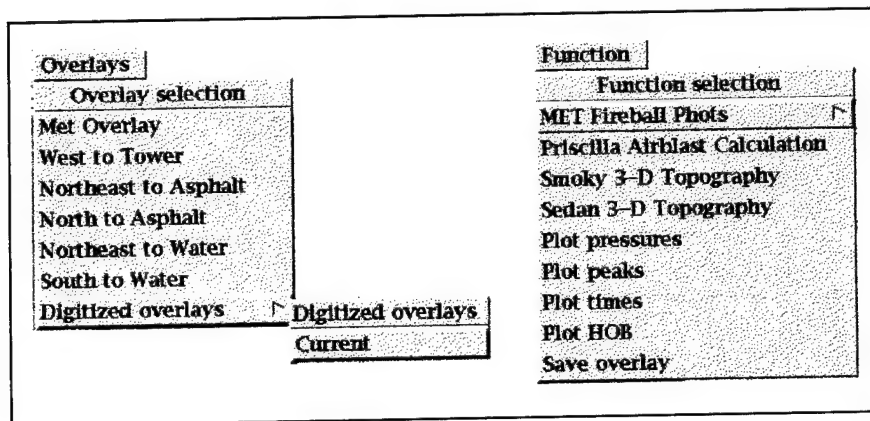 Overlays
Overlay selection
Met Overlay
West to Tower
Northeast to Asphalt
North to Asphalt
Northeast to Water
South to Water
Digitized overlays
Digitized overlays
Current
Function
Function selection
MET Fireball Phots
Priscilla Airblast Calculation
Smoky 3-D Topography
Sedan 3-D Topography
Plot pressures
Plot peaks
Plot times
Plot HOB
Save overlay